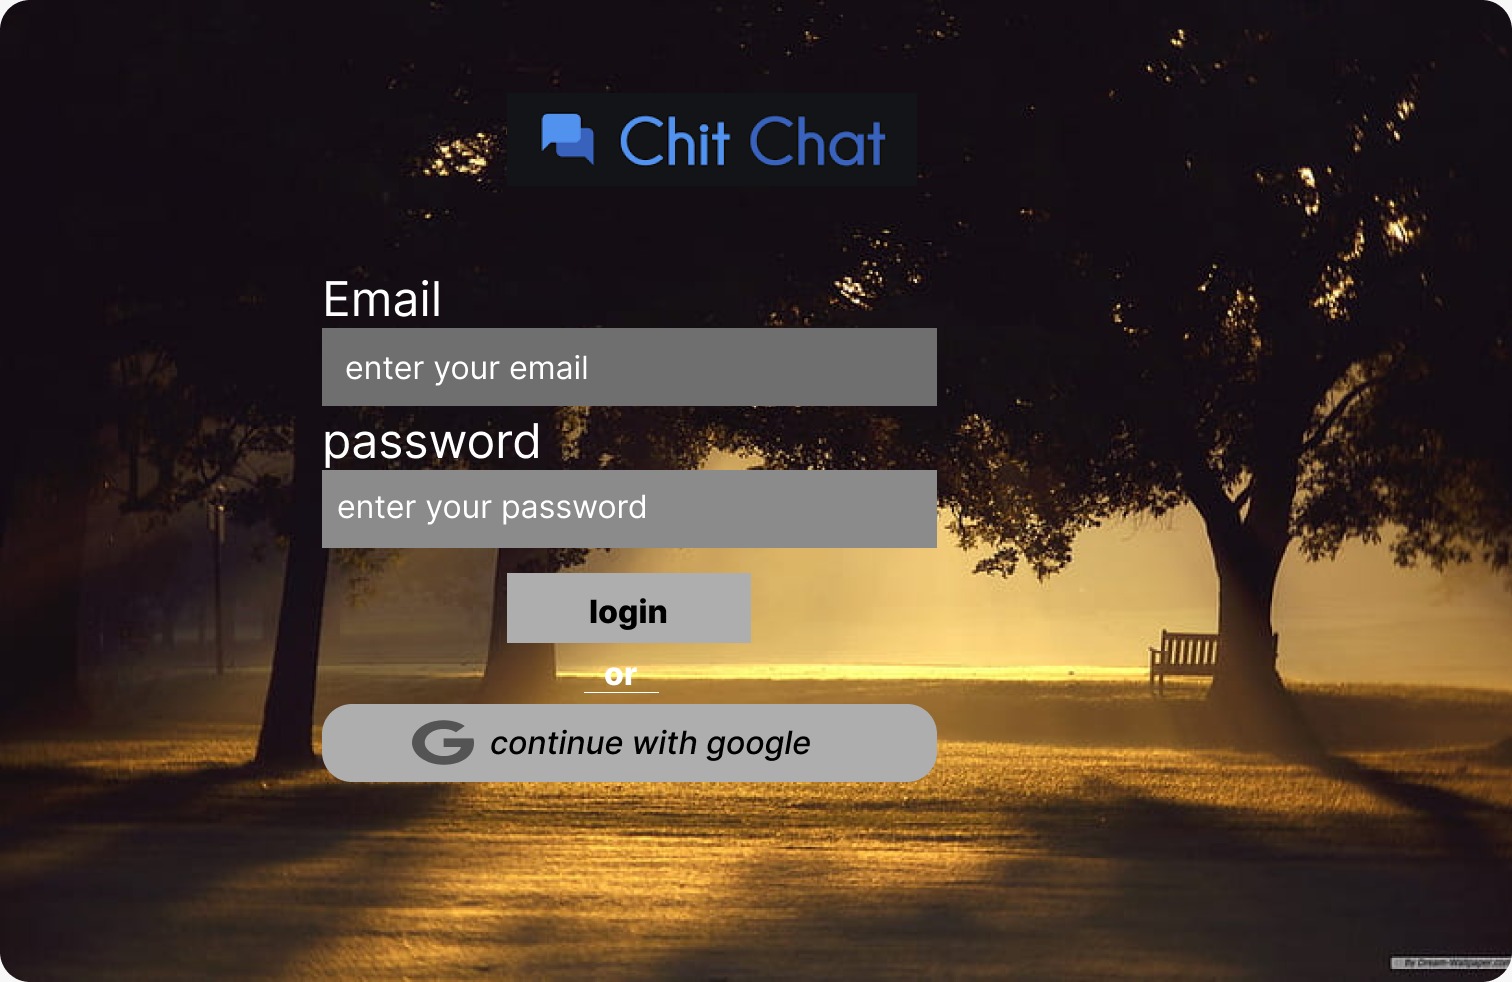 Chit Chat
Email
enter your email
password
enter your password
login
or
continue with google
By Dream-Wallpaper.com